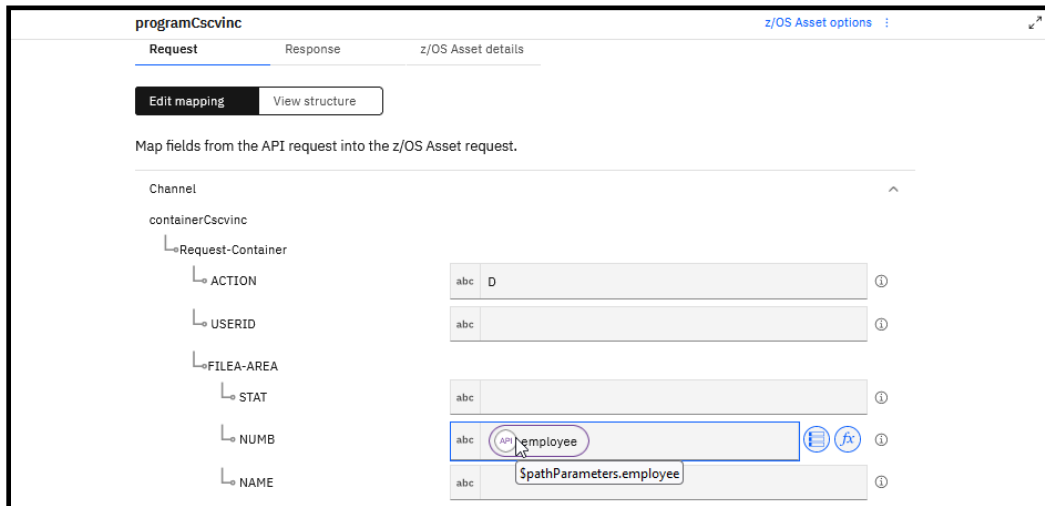 programCscvinc z/OS Asset options
Request Response z/OS Asset details
Edit mapping View structure
Map fields from the API request into the z/OS Asset request.
Channel
containerCscvinc
Request-Container
ACTION abc D
USERID abc
FILEA-AREA
STAT abc
NUMB abc API employee fx
$pathParameters.employee
NAME abc